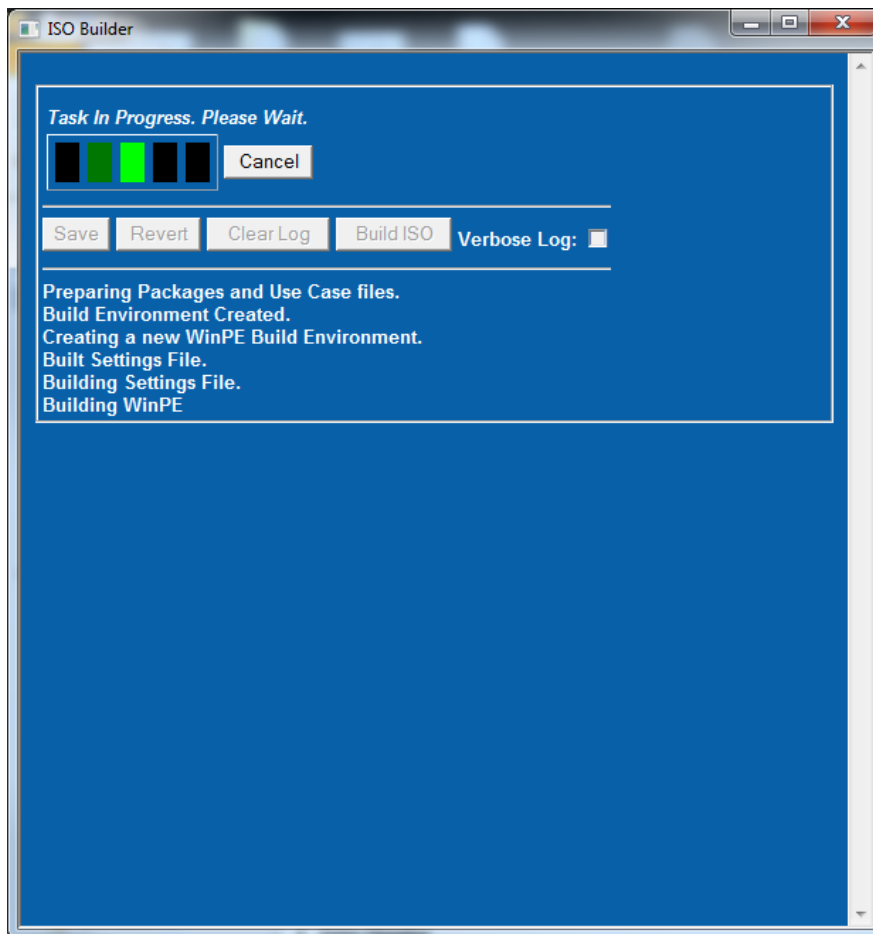 ISO Builder
Task In Progress. Please Wait.
Cancel
Save Revert Clear Log Build ISO Verbose Log:
Preparing Packages and Use Case files.
Build Environment Created.
Creating a new WinPE Build Environment.
Built Settings File.
Building Settings File.
Building WinPE